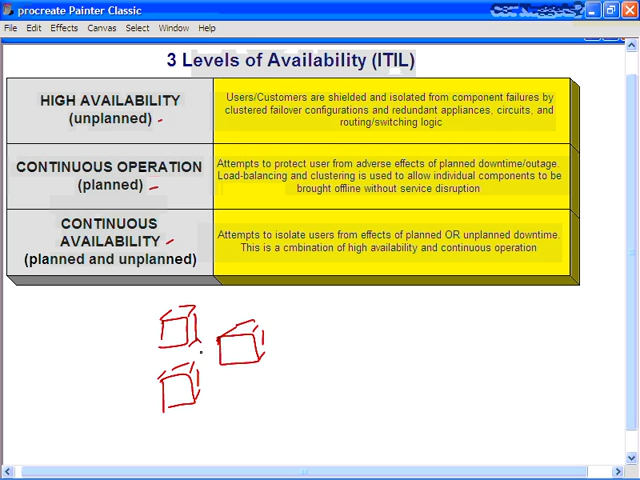 procreate Painter Classic
CBT Nuggets
File Edit Effects Canvas Select Window Help
3 Levels of Availability (ITIL)
HIGH AVAILABILITY
(unplanned)
Users/Customers are shielded and isolated from component failures by
clustered failover configurations and redundant appliances, circuits, and
routing/switching logic
CONTINUOUS OPERATION
(planned)
Attempts to protect user from adverse effects of planned downtime/outage.
Load-balancing and clustering is used to allow individual components to be
brought offline without service disruption
CONTINUOUS
AVAILABILITY
(planned and unplanned)
Attempts to isolate users from effects of planned OR unplanned downtime.
This is a cmbination of high availability and continuous operation